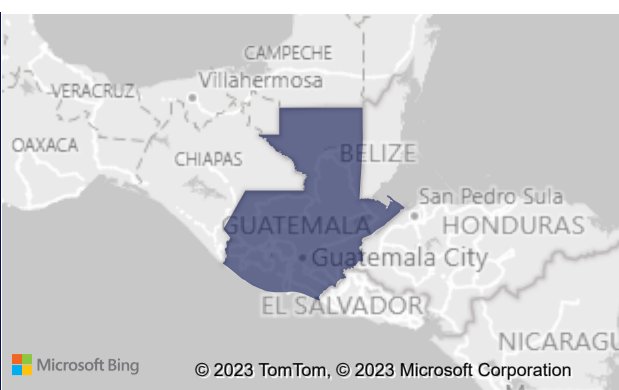 CAMPECHE
Villahermosa
VERACRUZ
OAXACA
CHIAPAS
BELIZE
San Pedro Sula
GUATEMALA
HONDURAS
Guatemala City
EL SALVADOR
NICARAGU
Microsoft Bing
© 2023 TomTom, © 2023 Microsoft Corporation